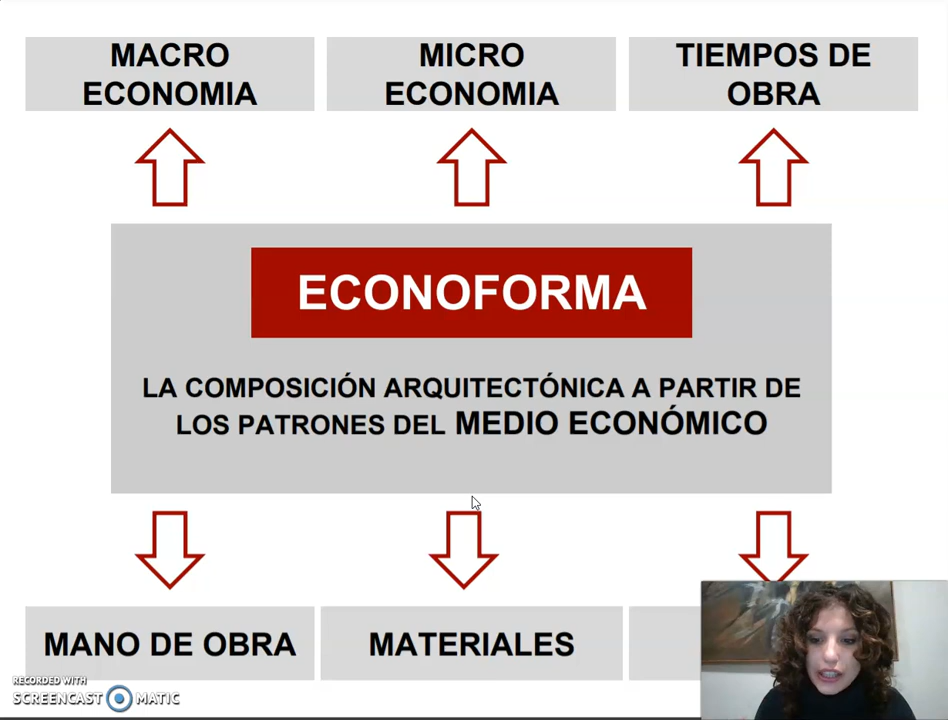 MACRO
ECONOMIA
MICRO
ECONOMIA
TIEMPOS DE
OBRA
ECONOFORMA
LA COMPOSICIÓN ARQUITECTÓNICA A PARTIR DE
LOS PATRONES DEL MEDIO ECONÓMICO
MANO DE OBRA
MATERIALES
RECORDED WITH
SCREENCAST MATIC